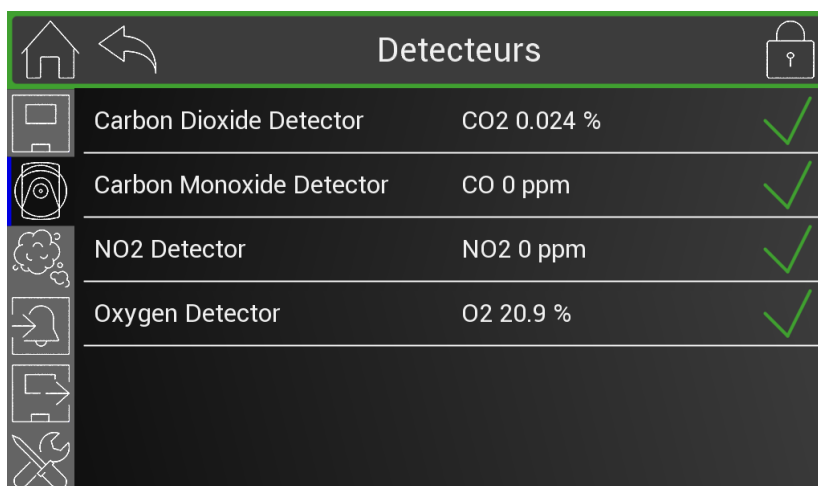 Detecteurs
Carbon Dioxide Detector CO2 0.024 %
Carbon Monoxide Detector CO 0 ppm
NO2 Detector NO2 0 ppm
Oxygen Detector O2 20.9 %